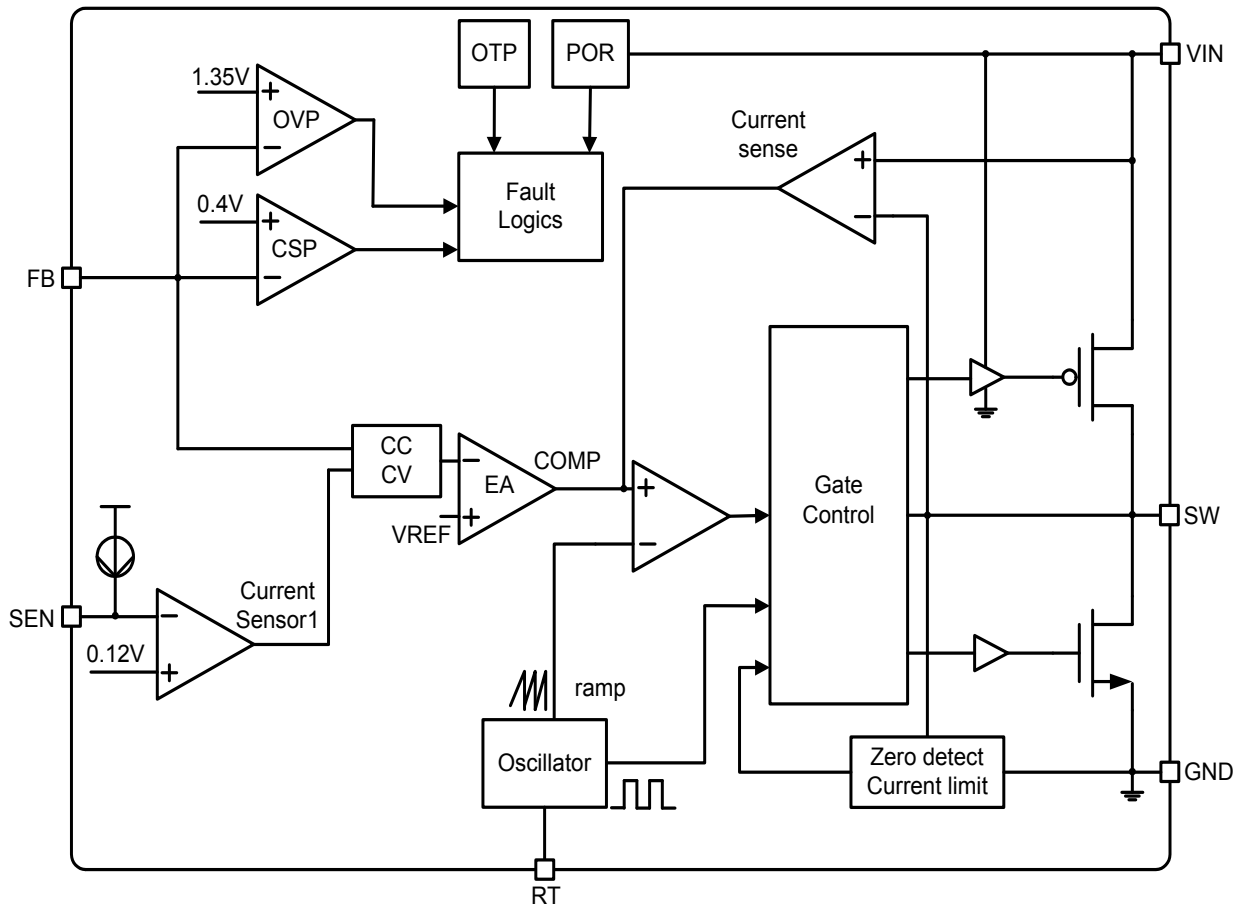 OTP
POR
VIN
1.35V
+
OVP
−
Current
sense
+
−
Fault
Logics
0.4V
+
CSP
−
FB
CC
CV
−
EA
+
VREF
COMP
+
−
Gate
Control
SW
SEN
−
0.12V
+
Current
Sensor1
ramp
Oscillator
Zero detect
Current limit
GND
RT